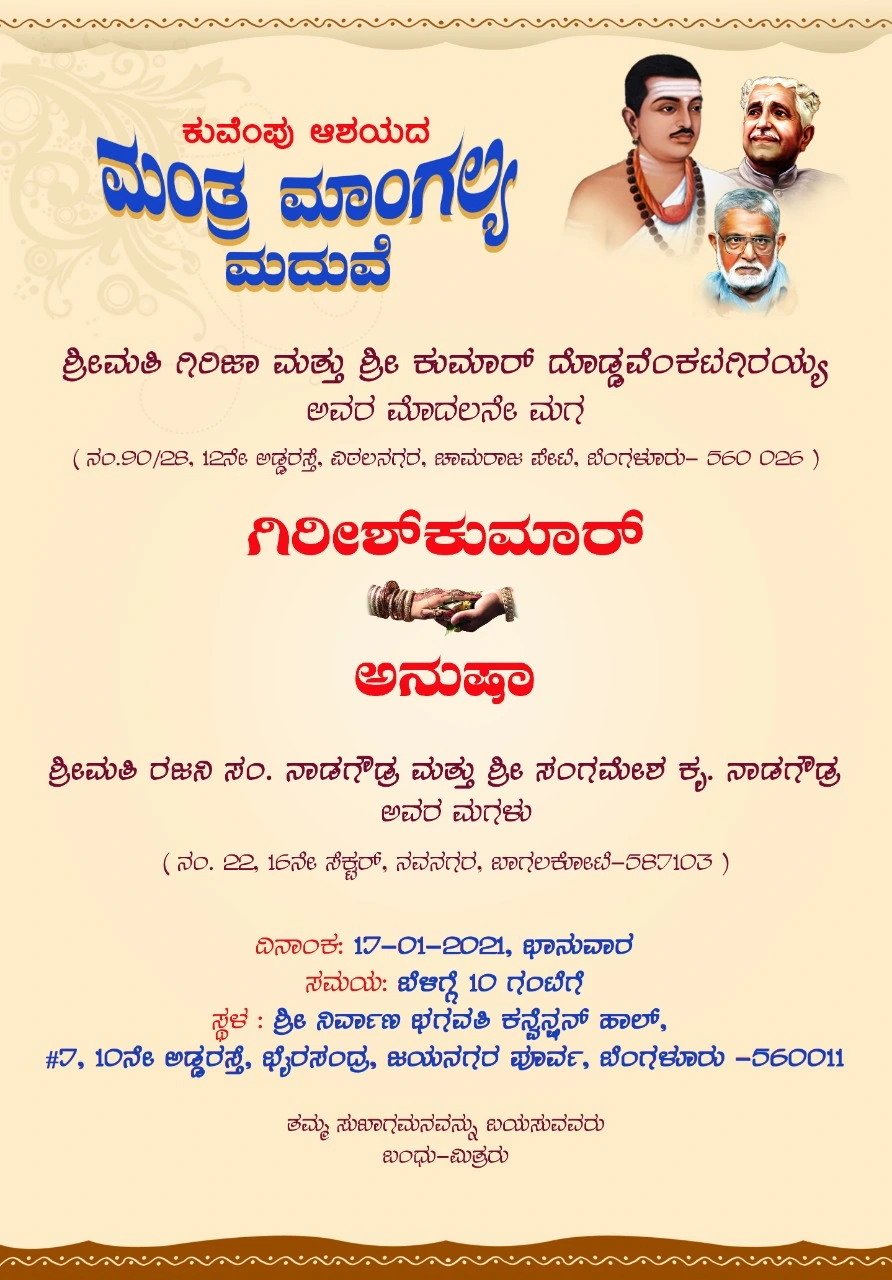 ಕುವೆಂಪು ಆಶಯದ
ಮಂತ್ರ ಮಾಂಗಲ್ಯ
ಮದುವೆ
ಶ್ರೀಮತಿ ಗಿರಿಜಾ ಮತ್ತು ಶ್ರೀ ಕುಮಾರ್ ದೊಡ್ಡವೆಂಕಟಗಿರಯ್ಯ
ಅವರ ಮೊದಲನೇ ಮಗ
( ನಂ.90/28, 12ನೇ ಅಡ್ಡರಸ್ತೆ, ವಿಠಲನಗರ, ಚಾಮರಾಜ ಪೇಟೆ, ಬೆಂಗಳೂರು- 560 026 )
ಗಿರೀಶ್‌ಕುಮಾರ್
ಅನುಷಾ
ಶ್ರೀಮತಿ ರಜನಿ ಸಂ. ನಾಡಗೌಡ್ರ ಮತ್ತು ಶ್ರೀ ಸಂಗಮೇಶ ಕೃ. ನಾಡಗೌಡ್ರ
ಅವರ ಮಗಳು
( ನಂ. 22, 16ನೇ ಸೆಕ್ಟರ್, ನವನಗರ, ಬಾಗಲಕೋಟೆ-587103 )
ದಿನಾಂಕ: 17-01-2021, ಭಾನುವಾರ
ಸಮಯ: ಬೆಳಿಗ್ಗೆ 10 ಗಂಟೆಗೆ
ಸ್ಥಳ : ಶ್ರೀ ನಿರ್ವಾಣ ಭಗವತಿ ಕನ್ವೆನ್ಷನ್ ಹಾಲ್,
#7, 10ನೇ ಅಡ್ಡರಸ್ತೆ, ಭೈರಸಂದ್ರ, ಜಯನಗರ ಪೂರ್ವ, ಬೆಂಗಳೂರು -560011
ತಮ್ಮ ಸುಖಾಗಮನವನ್ನು ಬಯಸುವವರು
ಬಂಧು-ಮಿತ್ರರು